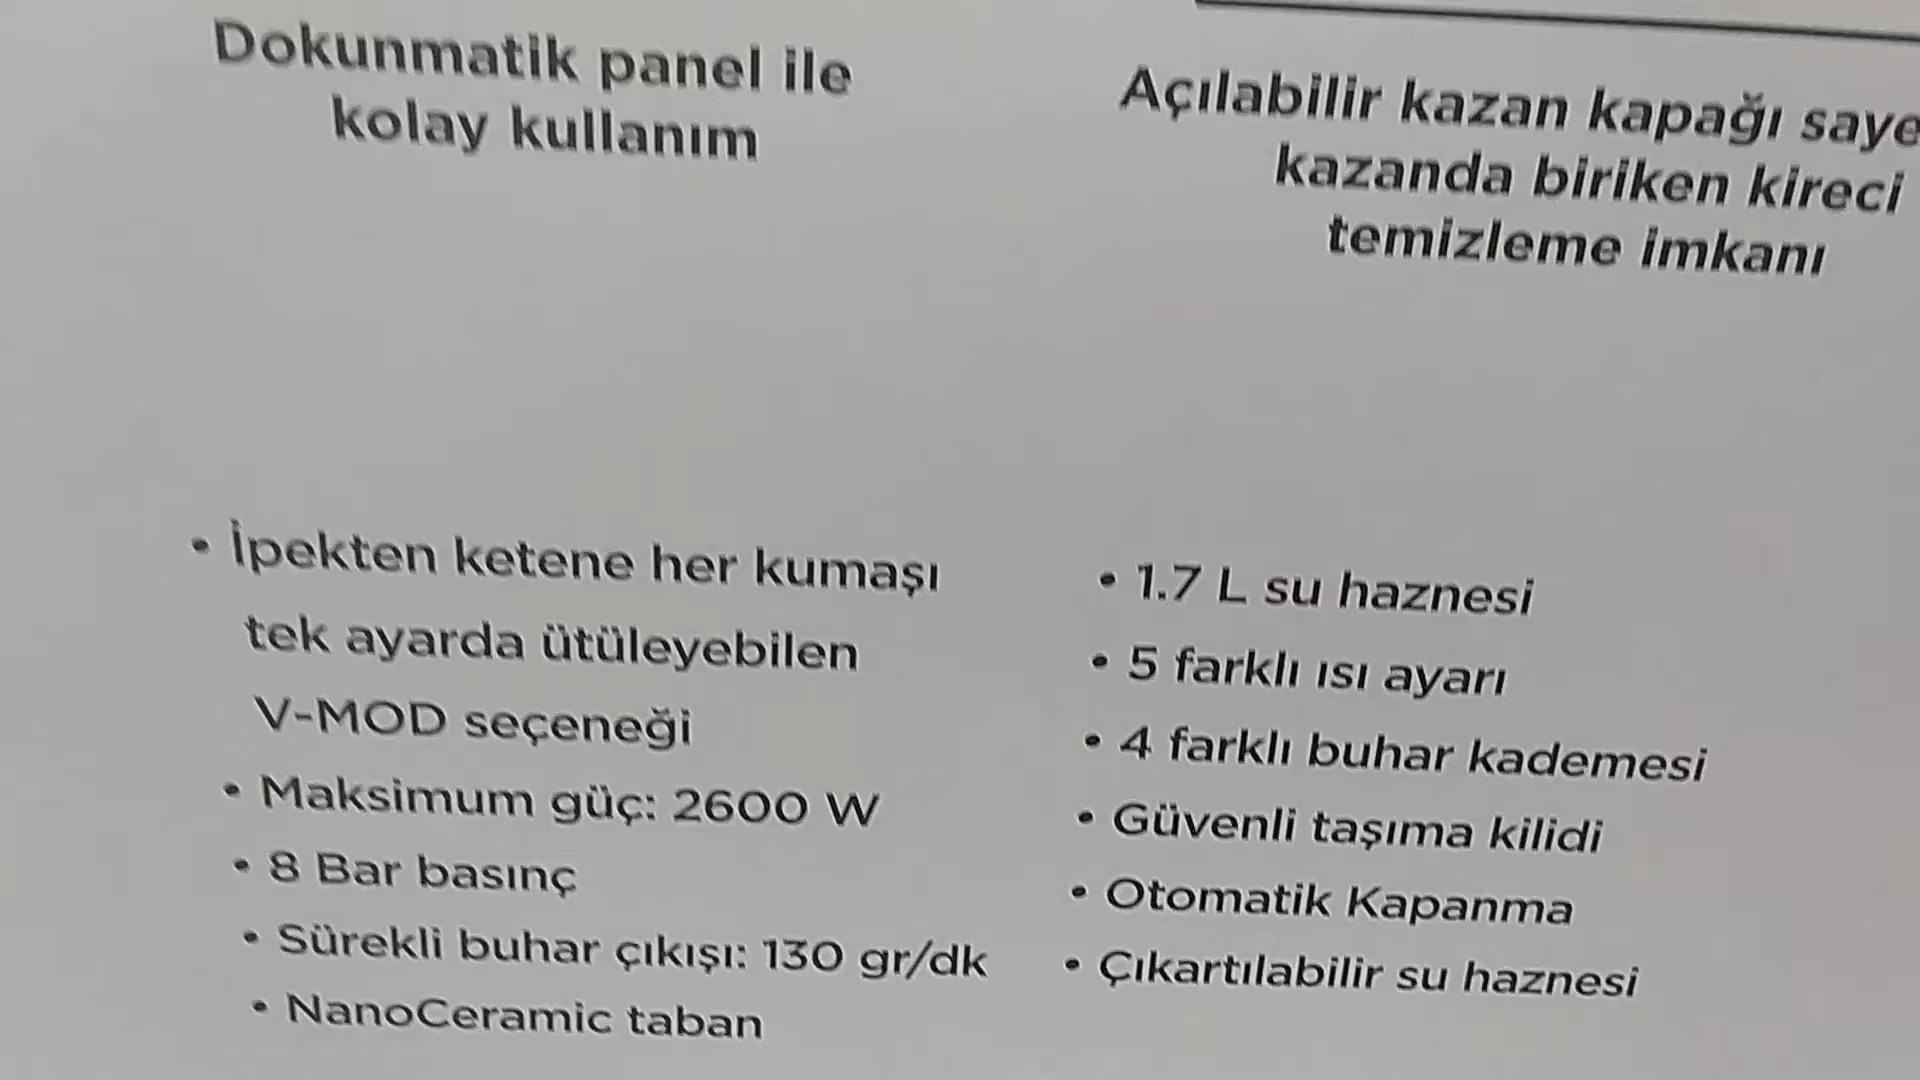 Dokunmatik panel ile
kolay kullanım
Açılabilir kazan kapağı
kazanda biriken kireci
temizleme imkanı
• İpekten ketene her kumaşı
tek ayarda ütüleyebilen
V-MOD seçeneği
• Maksimum güç: 2600 W
• 8 Bar basınç
• Sürekli buhar çıkışı: 130 gr/dk
• NanoCeramic taban
• 1.7 L su haznesi
• 5 farklı ısı ayarı
• 4 farklı buhar kademesi
• Güvenli taşıma kilidi
• Otomatik Kapanma
• Çıkartılabilir su haznesi